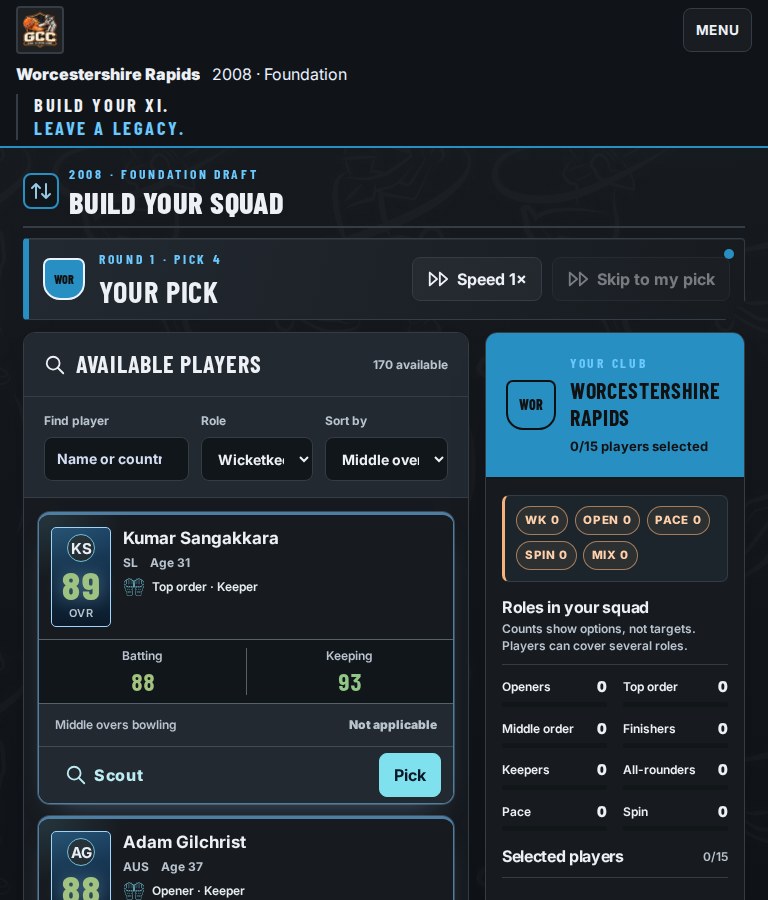 GCC
MENU
Worcestershire Rapids 2008 · Foundation
BUILD YOUR XI.
LEAVE A LEGACY.
2008 · FOUNDATION DRAFT
BUILD YOUR SQUAD
WOR
ROUND 1 · PICK 4
YOUR PICK
Speed 1×
Skip to my pick
AVAILABLE PLAYERS
170 available
Find player
Role
Sort by
Name or countr
Wicketkee
Middle over
KS
89
OVR
Kumar Sangakkara
SL Age 31
Top order · Keeper
Batting
88
Keeping
93
Middle overs bowling
Not applicable
Scout
Pick
AG
88
Adam Gilchrist
AUS Age 37
Opener · Keeper
YOUR CLUB
WOR
WORCESTERSHIRE
RAPIDS
0/15 players selected
WK 0 OPEN 0 PACE 0
SPIN 0 MIX 0
Roles in your squad
Counts show options, not targets.
Players can cover several roles.
Openers 0 Top order 0
Middle order 0 Finishers 0
Keepers 0 All-rounders 0
Pace 0 Spin 0
Selected players 0/15